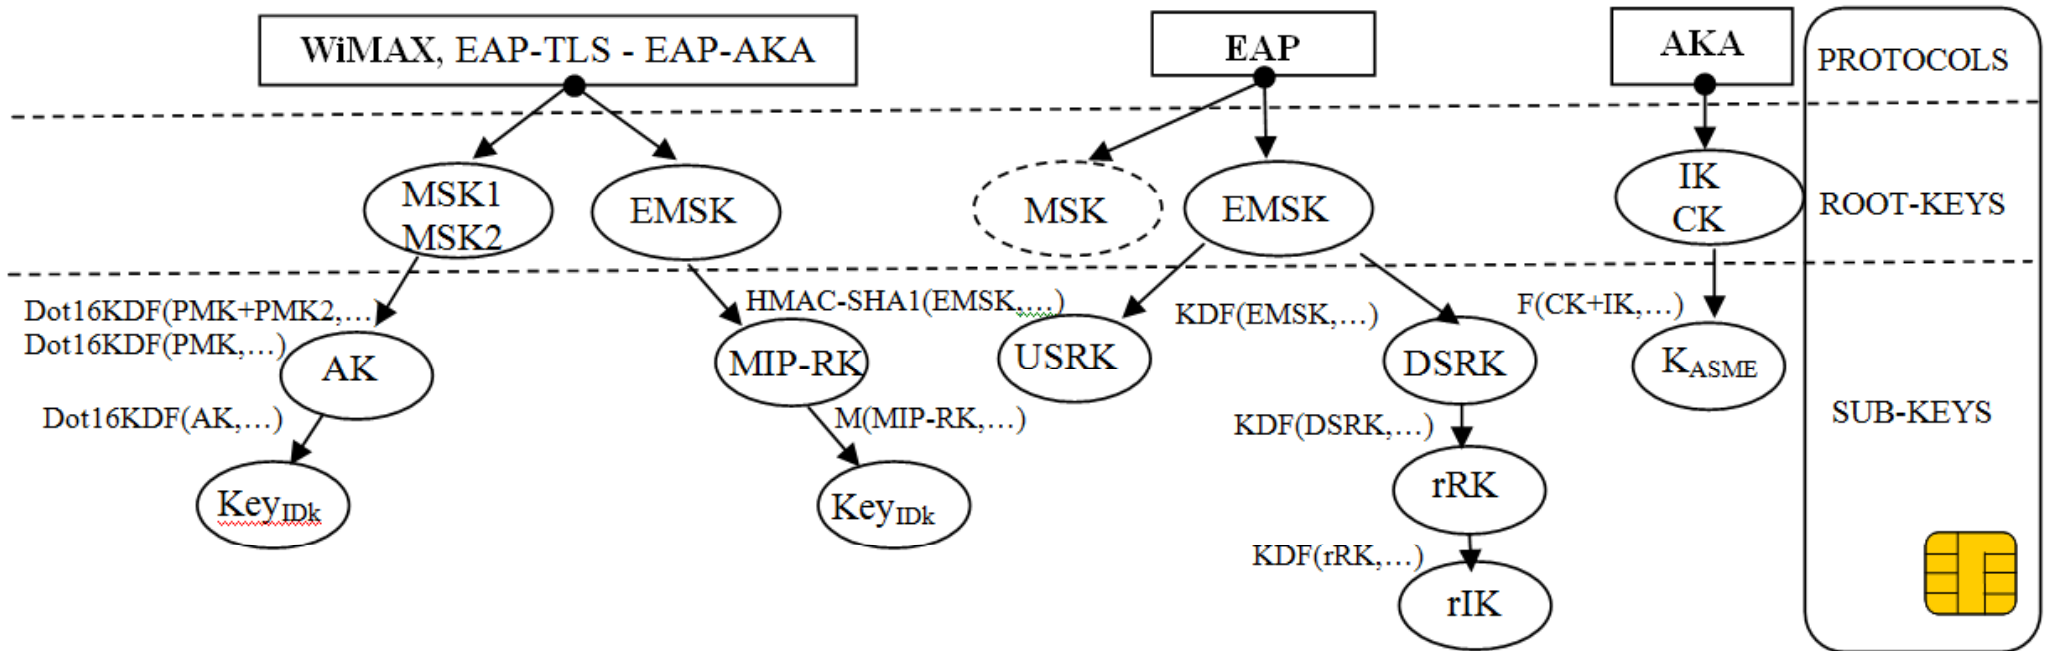 WiMAX, EAP-TLS - EAP-AKA
EAP
AKA
PROTOCOLS
MSK1
MSK2
EMSK
MSK
EMSK
IK
CK
ROOT-KEYS
Dot16KDF(PMK+PMK2,…)
Dot16KDF(PMK,…)
HMAC-SHA1(EMSK,…)
KDF(EMSK,…)
F(CK+IK,…)
AK
MIP-RK
USRK
DSRK
KASME
SUB-KEYS
Dot16KDF(AK,…)
M(MIP-RK,…)
KDF(DSRK,…)
KeyIDk
KeyIDk
rRK
KDF(rRK,…)
rIK